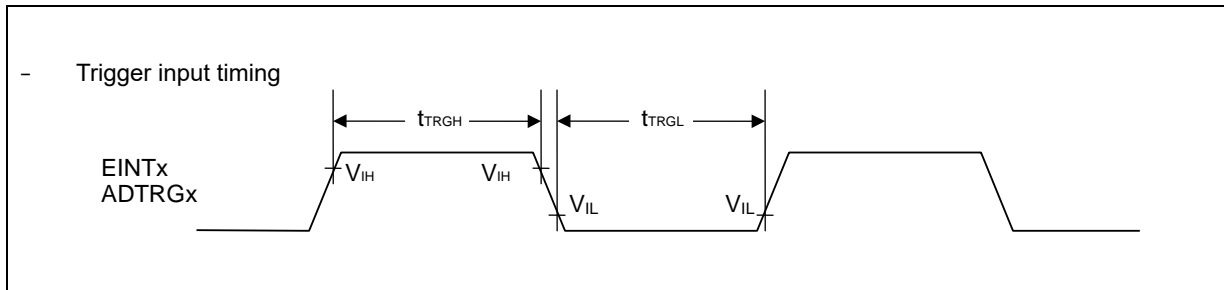 - Trigger input timing
tTRGH
tTRGL
EINTx
ADTRGx
VIH
VIH
VIL
VIL